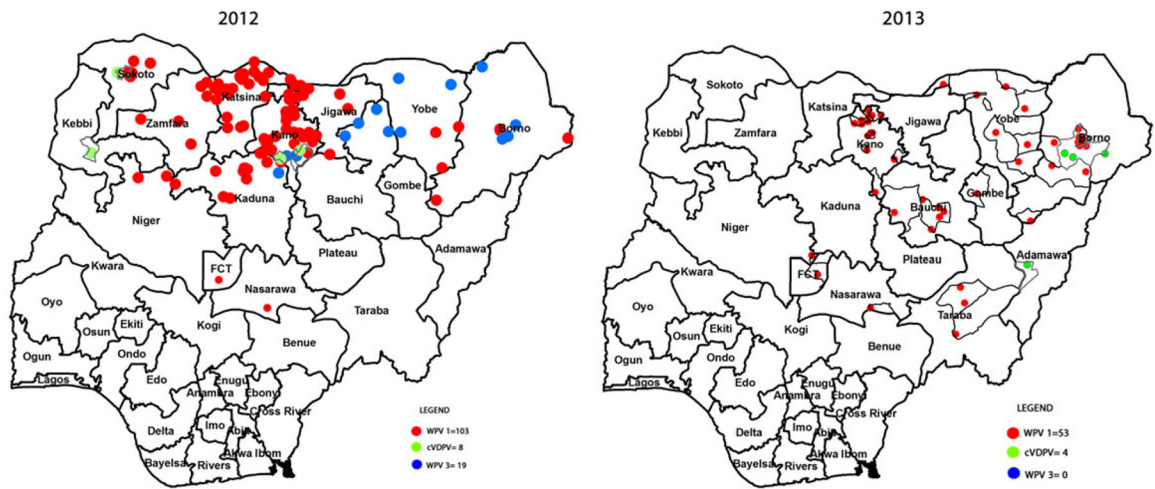 2012
Sokoto
Katsina
Jigawa
Yobe
Borno
Kebbi
Zamfara
Kano
Kaduna
Bauchi
Gombe
Niger
Adamawa
Plateau
FCT
Kwara
Nasarawa
Taraba
Oyo
Kogi
Osun
Ekiti
Benue
Ogun
Ondo
Lagos
Edo
Enugu
Anambra
Ebony
Cross River
Delta
Imo
Abia
Akwa Ibom
Bayelsa
Rivers
LEGEND
WPV 1=103
cVDPV= 8
WPV 3= 19
2013
Sokoto
Katsina
Jigawa
Yobe
Borno
Kebbi
Zamfara
Kano
Kaduna
Bauchi
Gombe
Niger
Adamawa
Plateau
FCT
Kwara
Nasarawa
Taraba
Oyo
Kogi
Osun
Ekiti
Benue
Ogun
Ondo
Lagos
Edo
Enugu
Anambra
Ebony
Cross River
Delta
Imo
Abia
Akwa Ibom
Bayelsa
Rivers
LEGEND
WPV 1=53
cVDPV= 4
WPV 3= 0